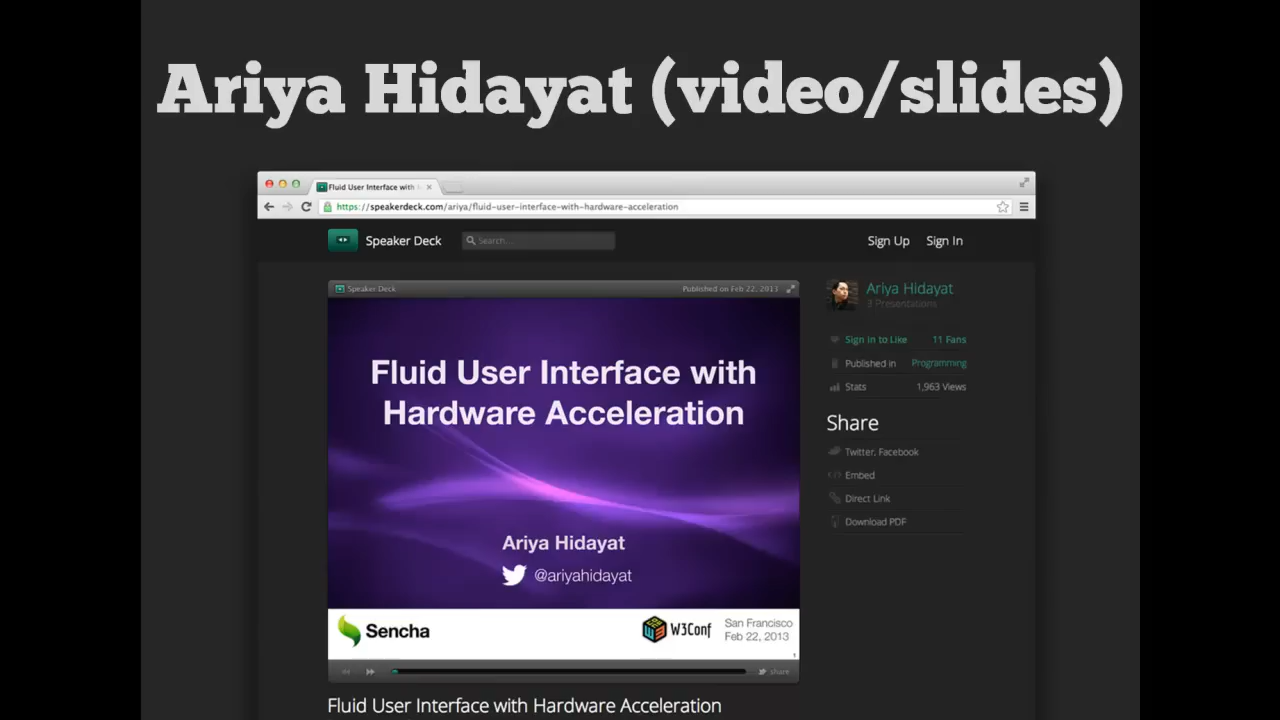 Ariya Hidayat (video/slides)
Fluid User Interface with
https://speakerdeck.com/ariya/fluid-user-interface-with-hardware-acceleration
Speaker Deck
Search...
Sign Up
Sign In
Speaker Deck
Published on Feb 22, 2013
Fluid User Interface with
Hardware Acceleration
Ariya Hidayat
@ariyahidayat
Sencha
W3Conf
San Francisco
Feb 22, 2013
1
share
Ariya Hidayat
3 Presentations
Sign In to Like 11 Fans
Published in Programming
Stats 1,963 Views
Share
Twitter, Facebook
Embed
Direct Link
Download PDF
Fluid User Interface with Hardware Acceleration